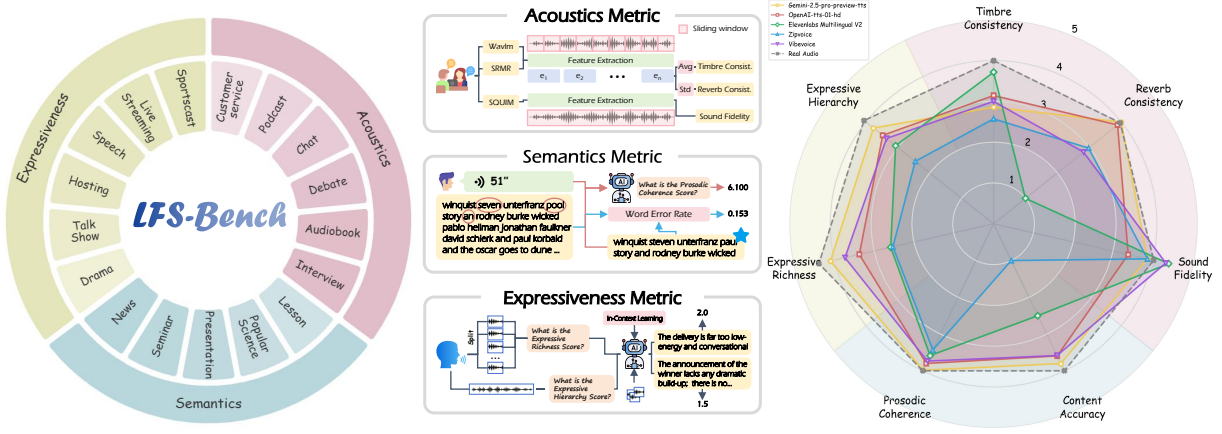 Expressiveness
Acoustics
Semantics
Sportscast
Live
Streaming
Speech
Hosting
Talk
Show
Drama
Customer
service
Podcast
Chat
Debate
Audiobook
Interview
News
Seminar
Presentation
Popular
Science
Lesson
LFS-Bench
Acoustics Metric
Sliding window
Wavlm
SRMR
SQUIM
Feature Extraction
e1 e2 ... en
Avg
Std
Timbre Consist.
Reverb Consist.
Feature Extraction
Sound Fidelity
Semantics Metric
51"
winquist seven unterfranz pool
story an rodney burke wicked
pablo hellman jonathan faulkner
david schierk and paul korbald
and the oscar goes to dune ...
AI
What is the Prosodic
Coherence Score?
6.100
Word Error Rate
0.153
winquist steven unterfranz paul
story and rodney burke wicked
Expressiveness Metric
Split
...
What is the
Expressive
Richness Score?
What is the
Expressive
Hierarchy Score?
In-Context Learning
AI
2.0
The delivery is far too low-
energy and conversational
The announcement of the
winner lacks any dramatic
build-up; there is no...
1.5
Gemini-2.5-pro-preview-tts
OpenAI-tts-01-hd
Elevenlabs Multilingual V2
Zipvoice
Vibevoice
Real Audio
Timbre
Consistency
Reverb
Consistency
Sound
Fidelity
Content
Accuracy
Prosodic
Coherence
Expressive
Richness
Expressive
Hierarchy
5
4
3
2
1